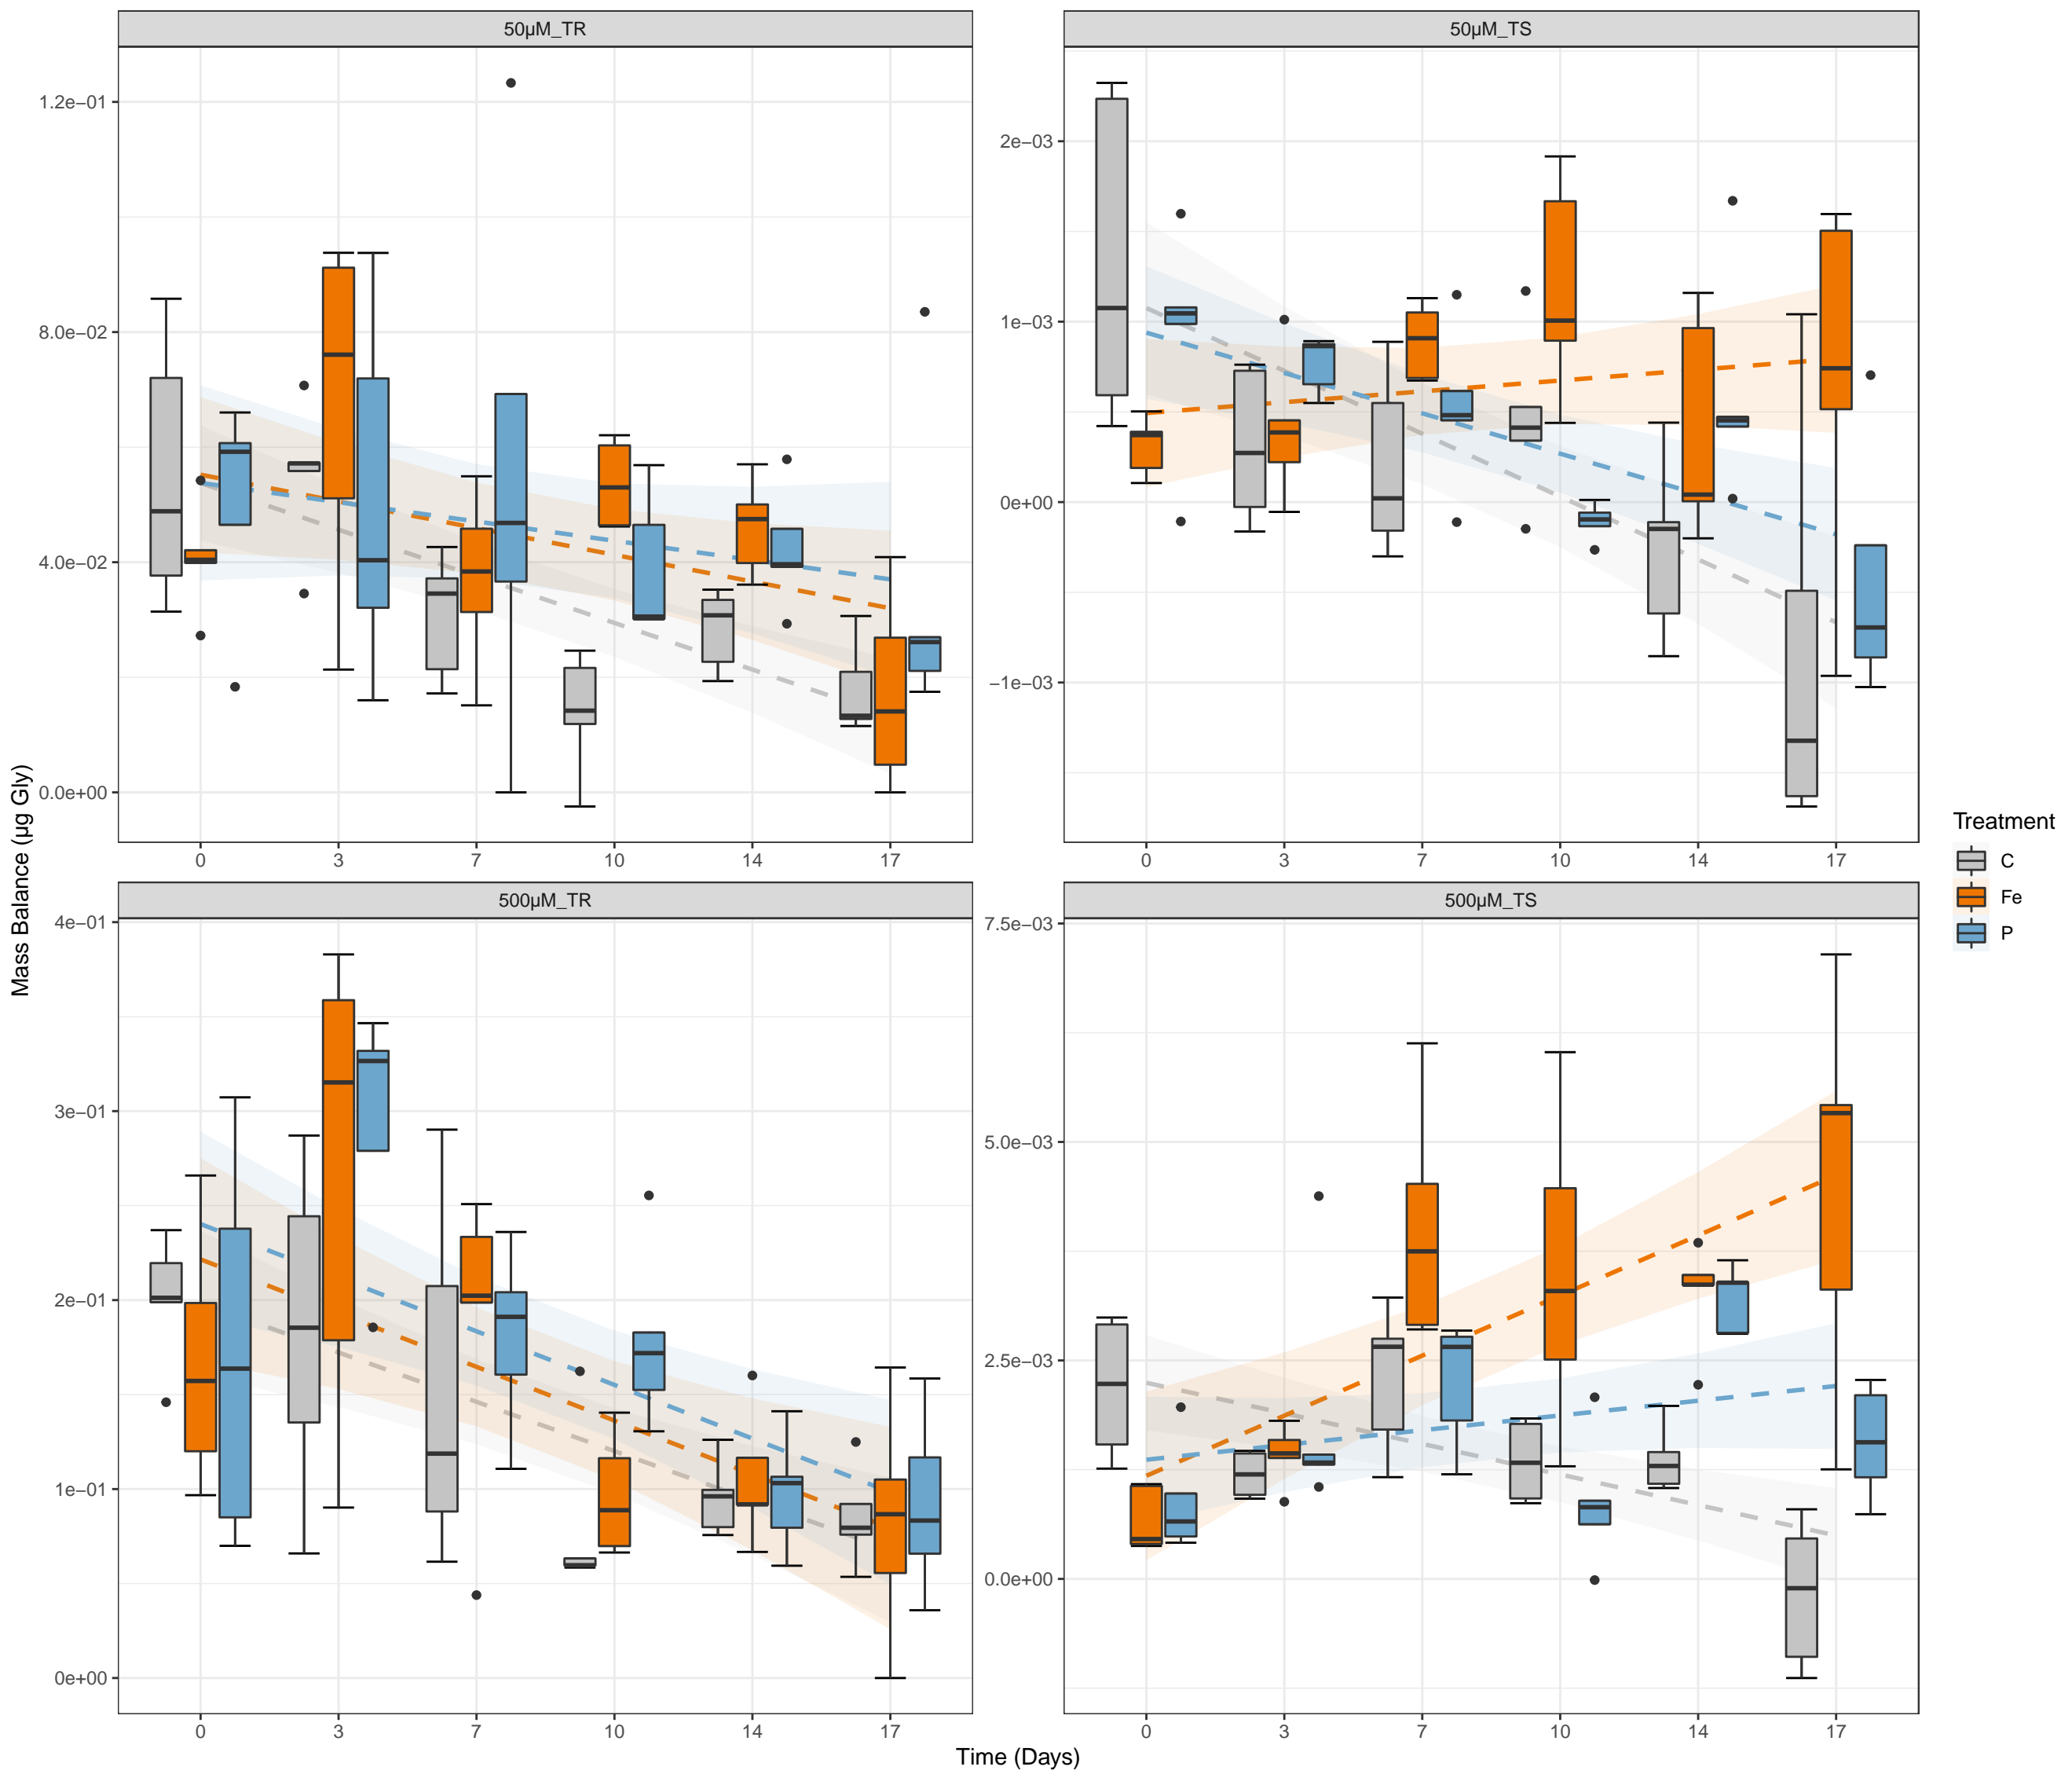 50µM_TR
50µM_TS
1.2e−01
8.0e−02
4.0e−02
0.0e+00
2e−03
1e−03
0e+00
−1e−03
0 3 7 10 14 17
0 3 7 10 14 17
500µM_TR
500µM_TS
4e−01
3e−01
2e−01
1e−01
0e+00
7.5e−03
5.0e−03
2.5e−03
0.0e+00
0 3 7 10 14 17
0 3 7 10 14 17
Mass Balance (µg Gly)
Time (Days)
Treatment
C
Fe
P